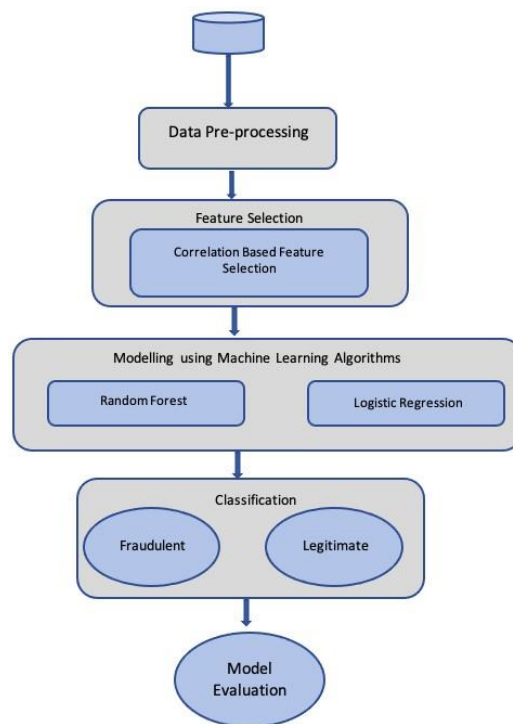 Data Pre-processing
Feature Selection
Correlation Based Feature
Selection
Modelling using Machine Learning Algorithms
Random Forest
Logistic Regression
Classification
Fraudulent
Legitimate
Model
Evaluation